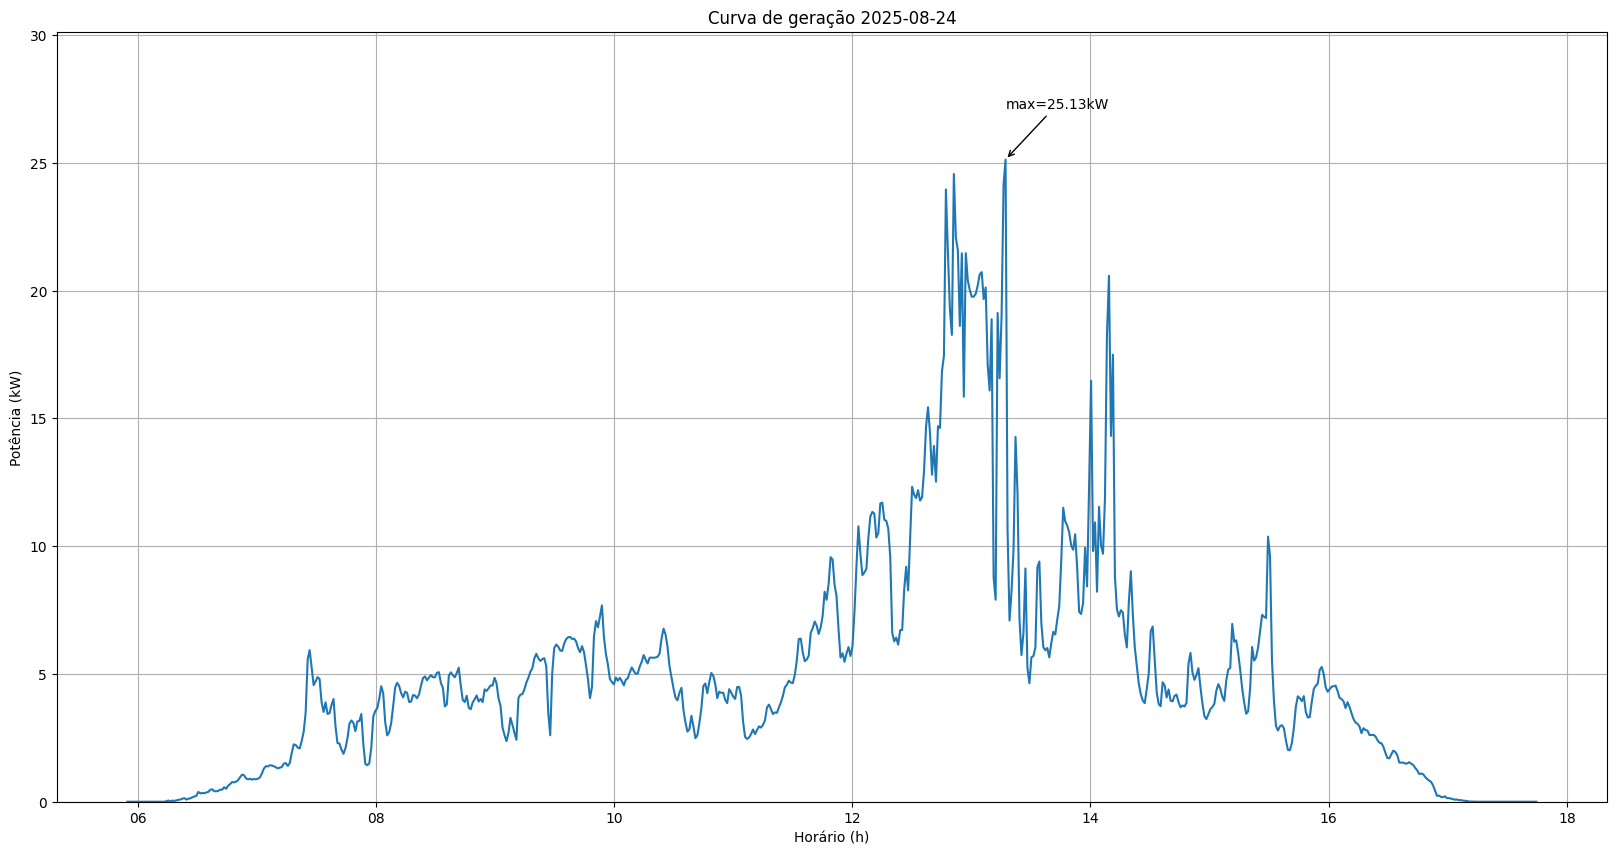 Curva de geração 2025-08-24
30
max=25.13kW
25
20
15
Potência (kW)
10
5
0
06 08 10 12 14 16 18
Horário (h)